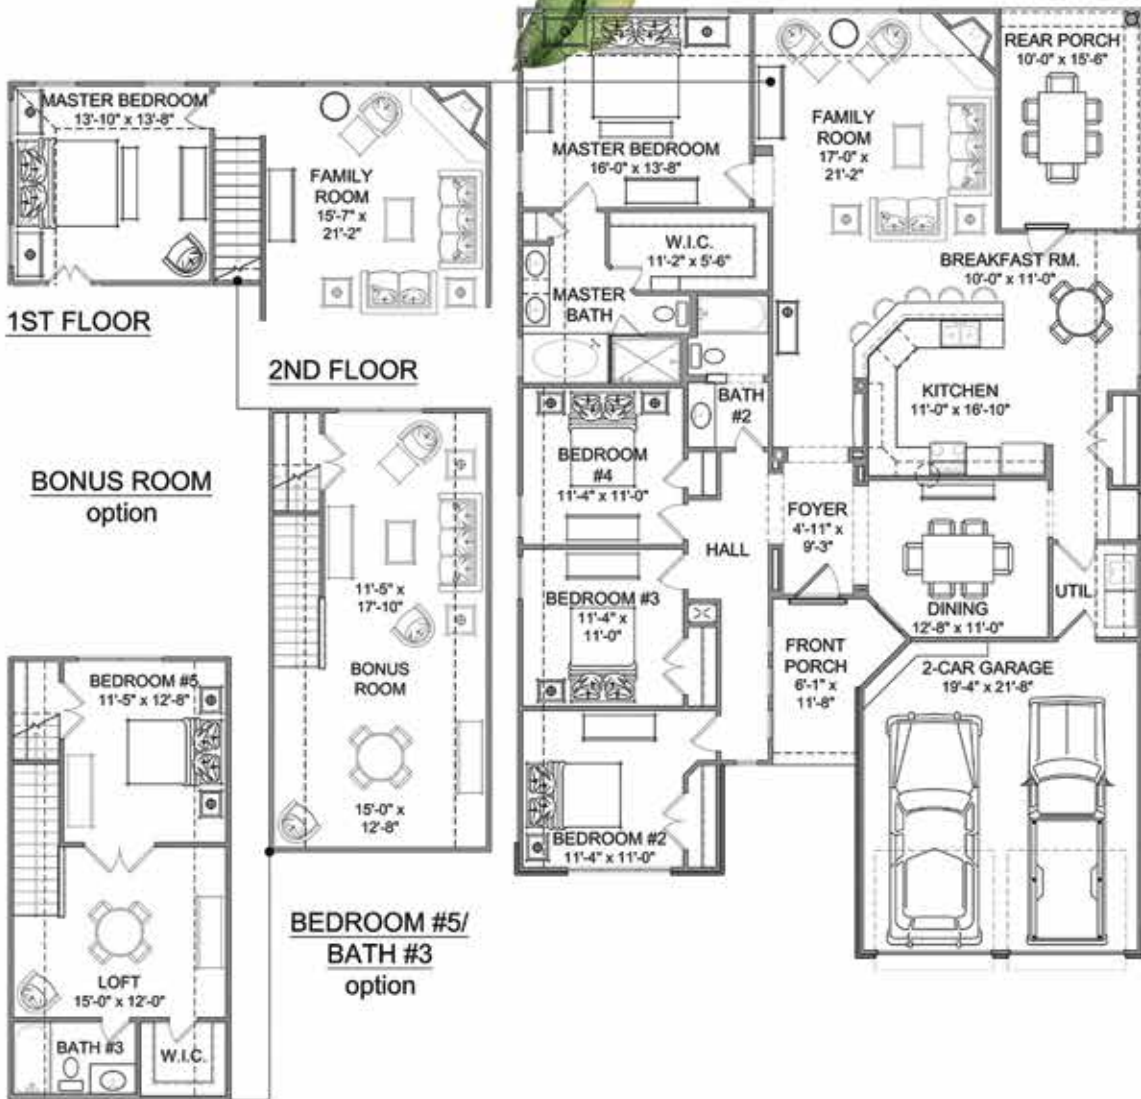 MASTER BEDROOM
13'-10" x 13'-8"
FAMILY
ROOM
15'-7" x
21'-2"
1ST FLOOR
2ND FLOOR
BONUS ROOM
option
11'-5" x
17'-10"
BONUS
ROOM
15'-0" x
12'-8"
BEDROOM #5
11'-5" x 12'-8"
LOFT
15'-0" x 12'-0"
BATH #3
W.I.C.
BEDROOM #5/
BATH #3
option
MASTER BEDROOM
16'-0" x 13'-8"
FAMILY
ROOM
17'-0" x
21'-2"
REAR PORCH
10'-0" x 15'-6"
W.I.C.
11'-2" x 5'-6"
MASTER
BATH
BREAKFAST RM.
10'-0" x 11'-0"
KITCHEN
11'-0" x 16'-10"
BATH
#2
BEDROOM
#4
11'-4" x 11'-0"
HALL
FOYER
4'-11" x
9'-3"
DINING
12'-8" x 11'-0"
UTIL
BEDROOM #3
11'-4" x
11'-0"
FRONT
PORCH
6'-1" x
11'-8"
2-CAR GARAGE
19'-4" x 21'-8"
BEDROOM #2
11'-4" x 11'-0"